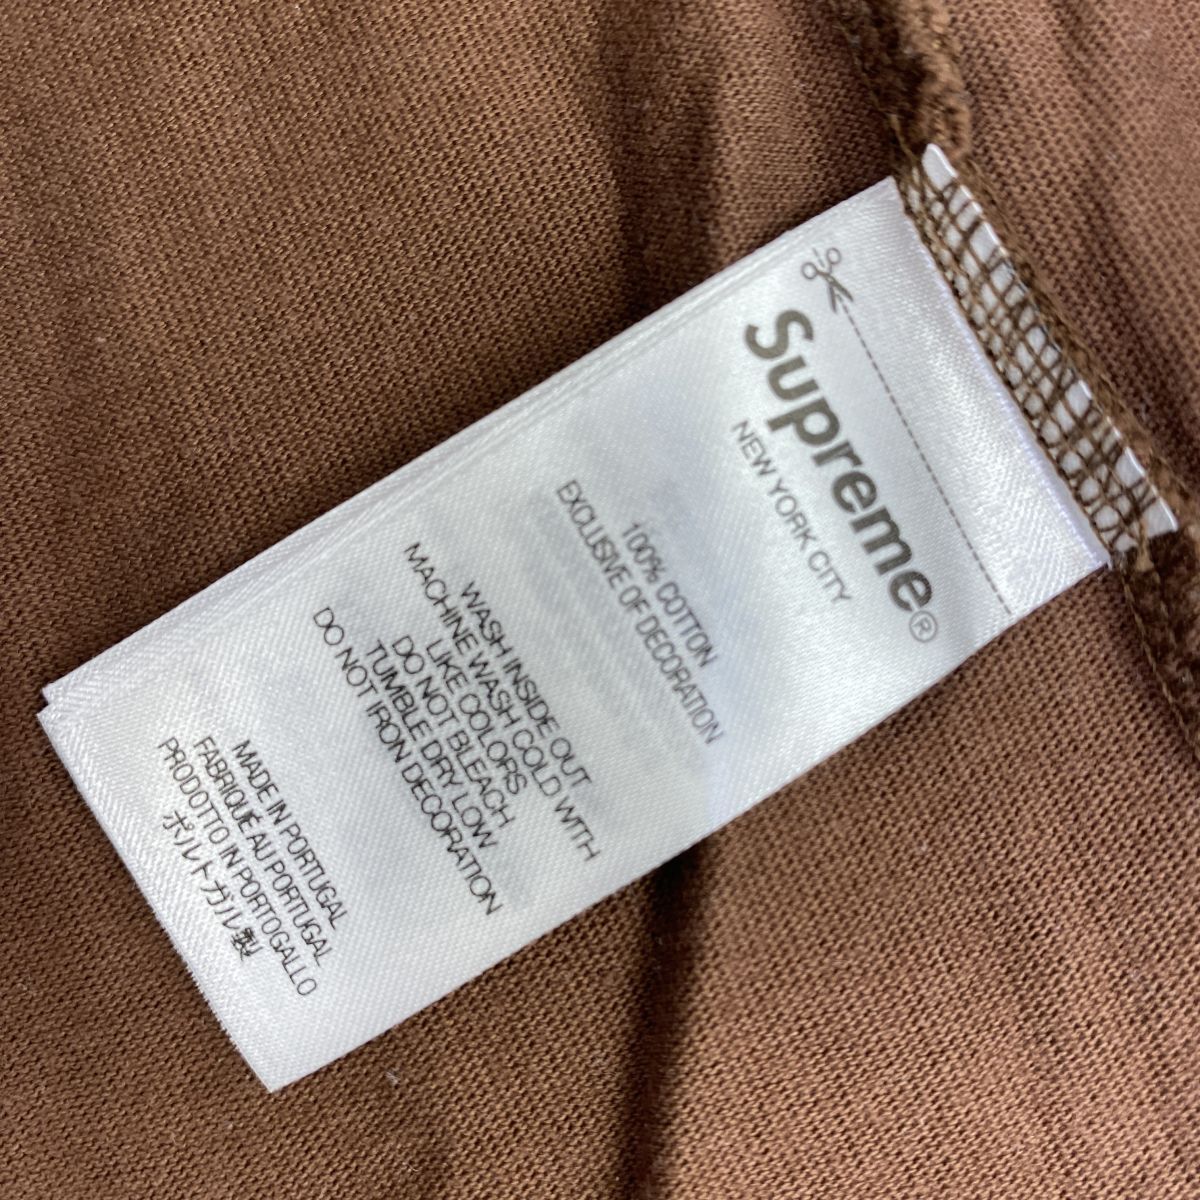 Supreme®
NEW YORK CITY
100% COTTON
EXCLUSIVE OF DECORATION
WASH INSIDE OUT
MACHINE WASH COLD WITH
LIKE COLORS
DO NOT BLEACH
TUMBLE DRY LOW
DO NOT IRON DECORATION
MADE IN PORTUGAL
FABRIQUE AU PORTUGAL
PRODOTTO IN PORTOGALLO
ポルトガル製